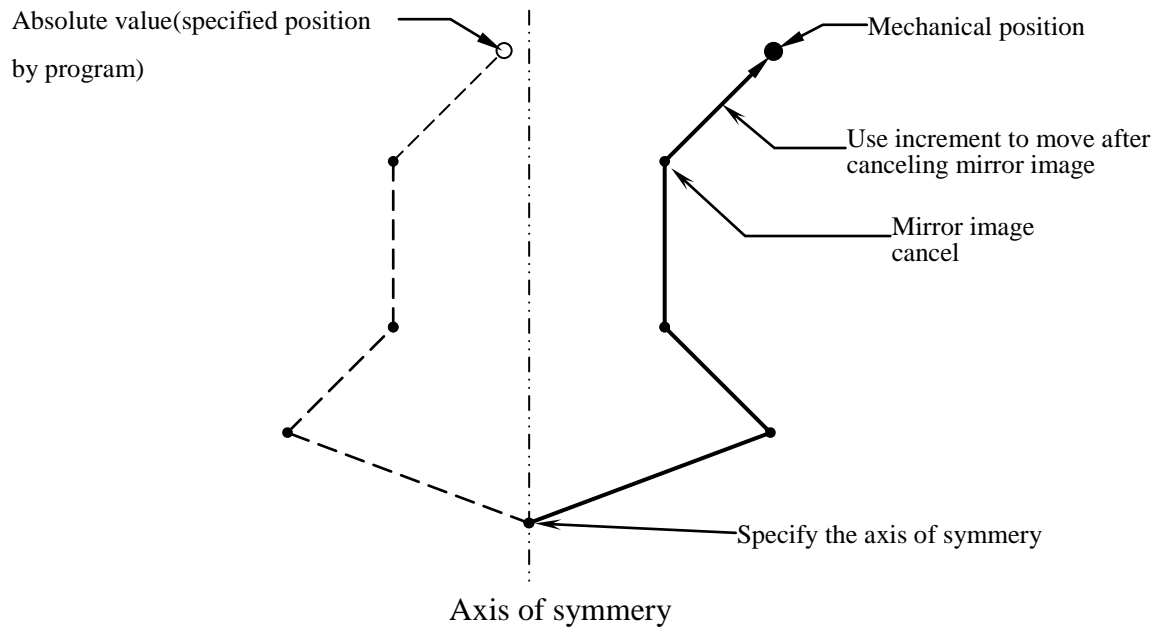 Absolute value(specified position
by program)
Mechanical position
Use increment to move after
canceling mirror image
Mirror image
cancel
Specify the axis of symmery
Axis of symmery